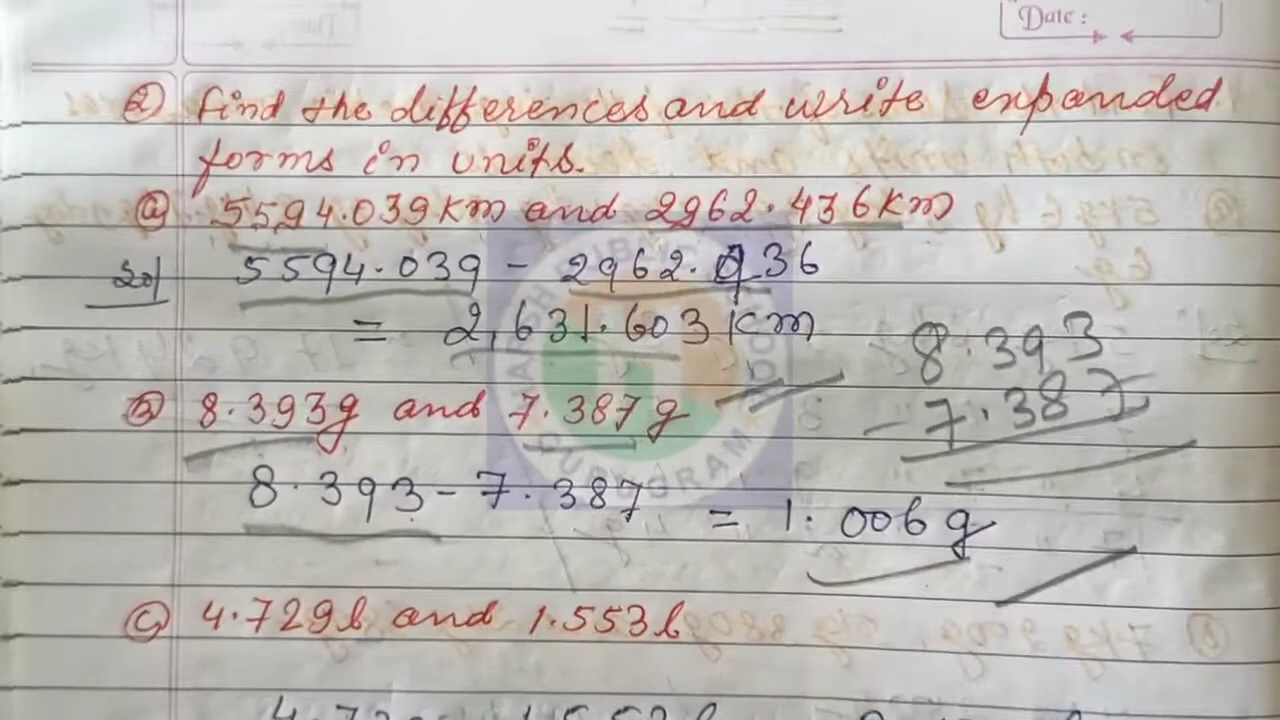 Date :
② Find the differences and write expanded
forms in units.
ⓐ 5594.039 Km and 2962.436 Km
Sol 5594.039 - 2962.436
= 2,631.603 Km
8.393
- 7.387
ⓑ 8.393g and 7.387g
8.393 - 7.387 = 1.006 g
ⓒ 4.729l and 1.553l